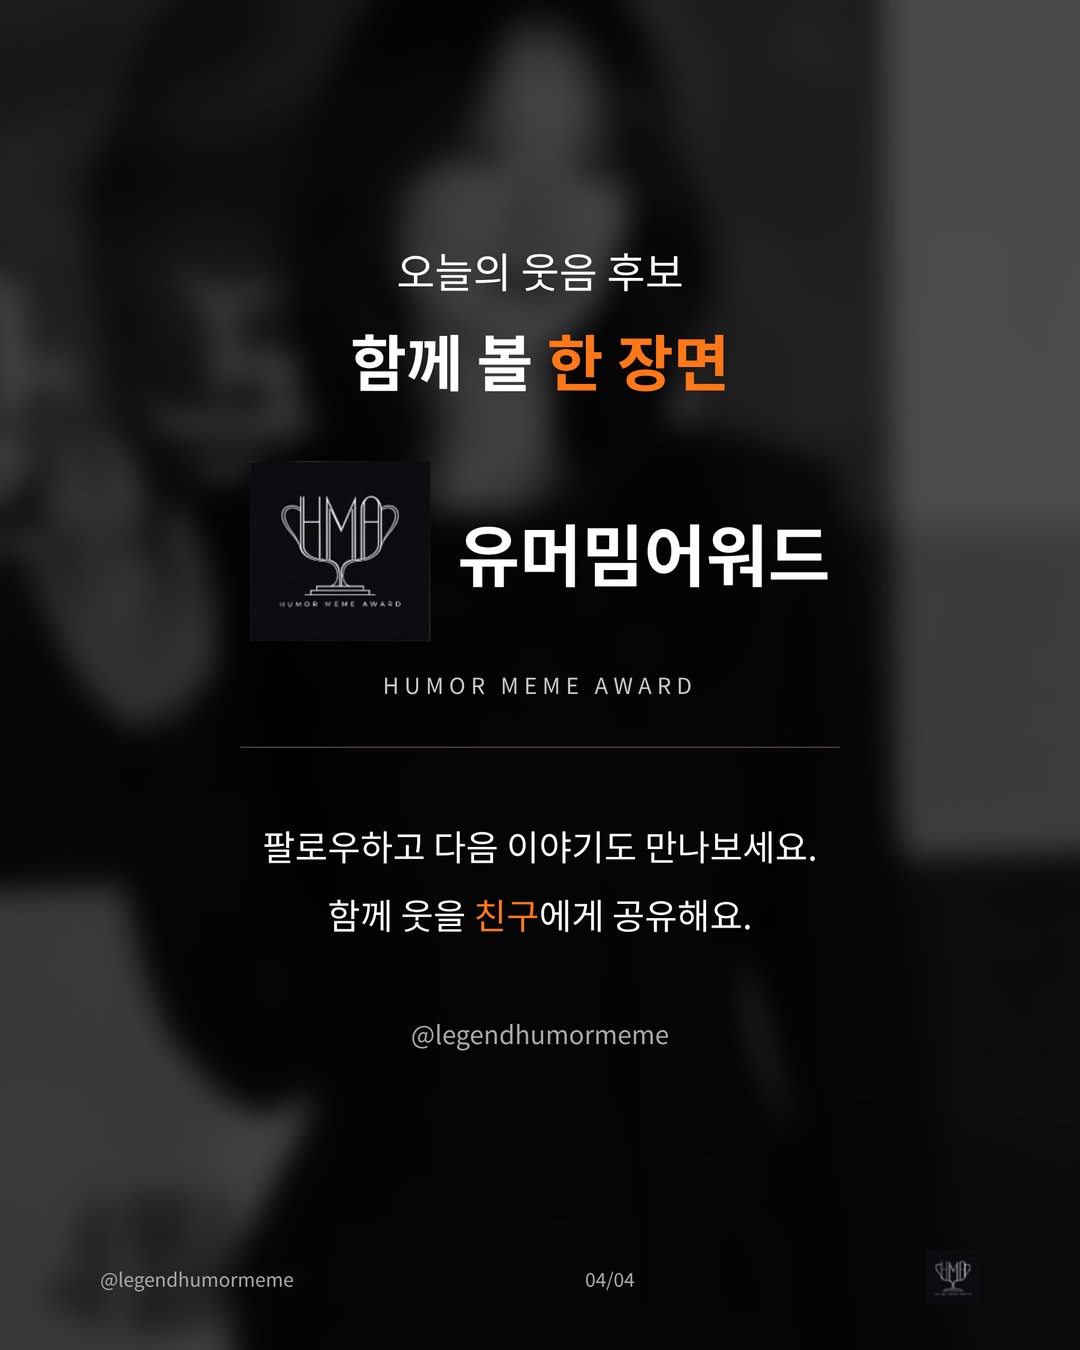 오늘의 웃음 후보
함께 볼 한 장면
HMA
HUMOR MEME AWARD
유머밈어워드
HUMOR MEME AWARD
팔로우하고 다음 이야기도 만나보세요.
함께 웃을 친구에게 공유해요.
@legendhumormeme
@legendhumormeme
04/04
HMA